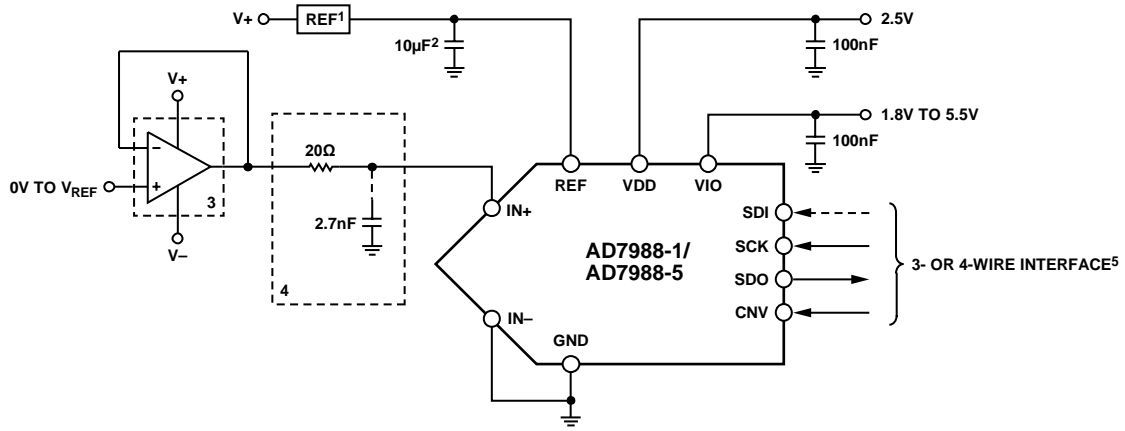 V+
REF1
2.5V
10µF2
100nF
V+
1.8V TO 5.5V
100nF
20Ω
REF
VDD
VIO
0V TO VREF
3
IN+
SDI
2.7nF
SCK
V–
AD7988-1/
AD7988-5
3- OR 4-WIRE INTERFACE5
SDO
4
IN–
CNV
GND